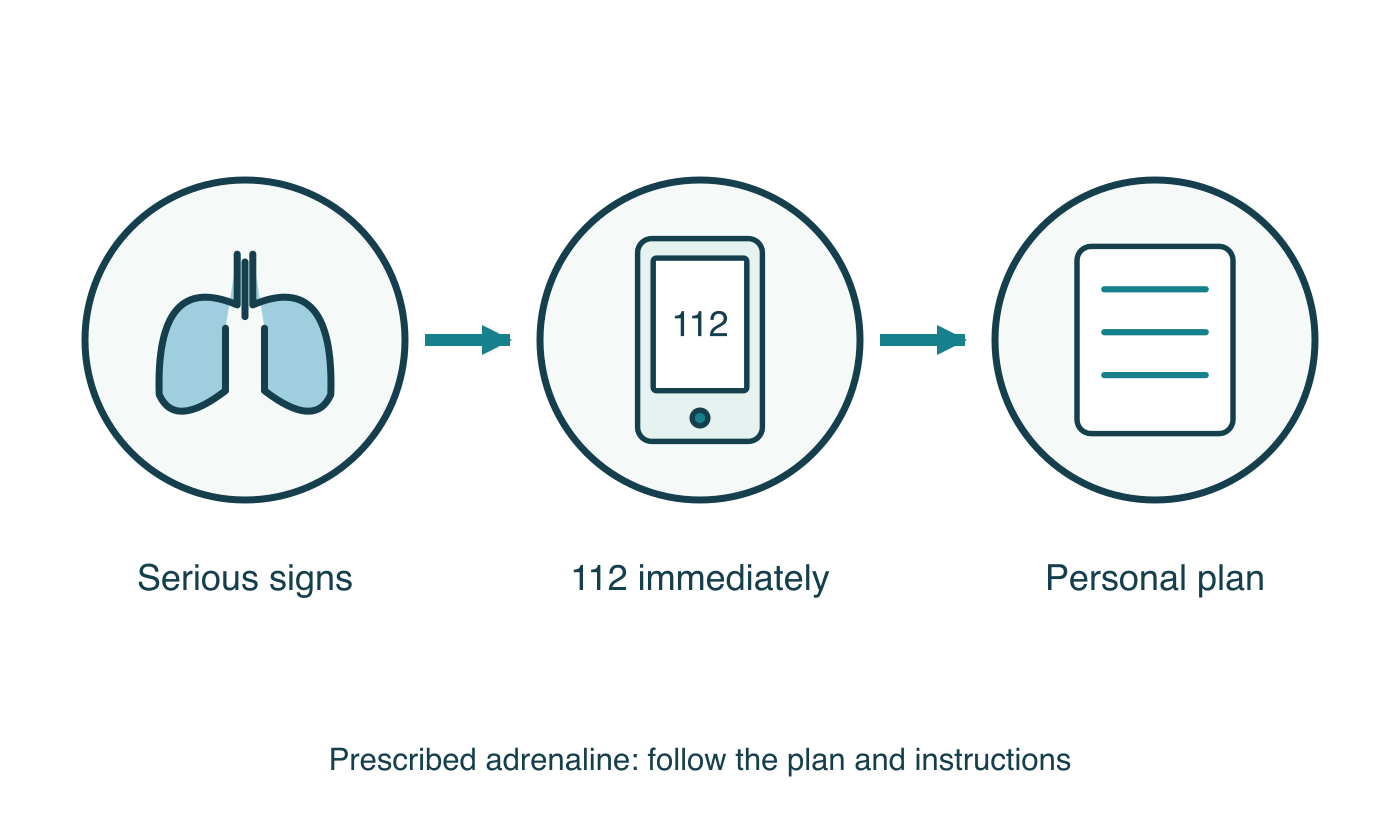 112
Serious signs
112 immediately
Personal plan
Prescribed adrenaline: follow the plan and instructions